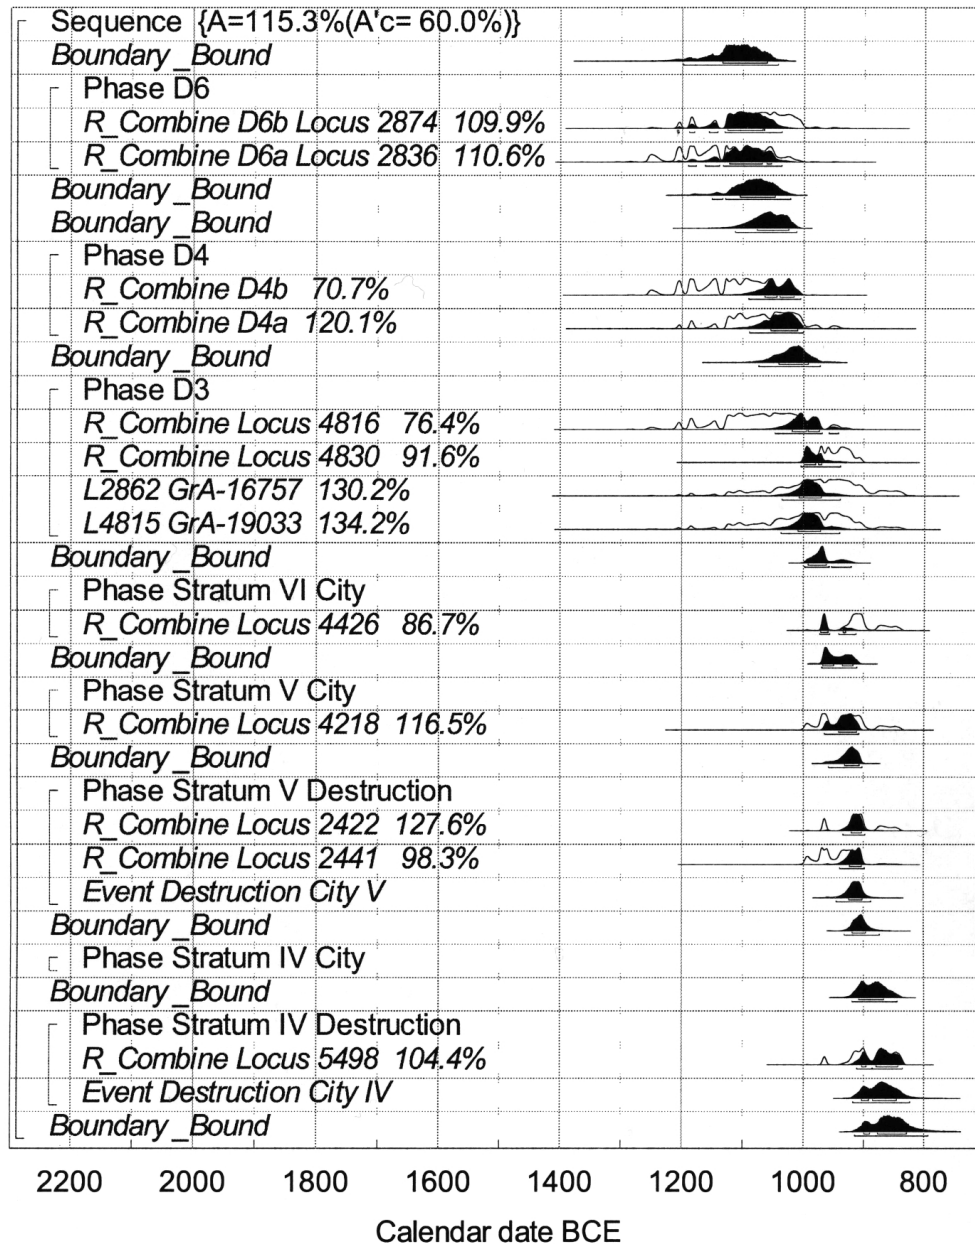 Sequence {A=115.3%(A'c= 60.0%)}
Boundary _Bound
Phase D6
R_Combine D6b Locus 2874 109.9%
R_Combine D6a Locus 2836 110.6%
Boundary _Bound
Boundary _Bound
Phase D4
R_Combine D4b 70.7%
R_Combine D4a 120.1%
Boundary _Bound
Phase D3
R_Combine Locus 4816 76.4%
R_Combine Locus 4830 91.6%
L2862 GrA-16757 130.2%
L4815 GrA-19033 134.2%
Boundary _Bound
Phase Stratum VI City
R_Combine Locus 4426 86.7%
Boundary _Bound
Phase Stratum V City
R_Combine Locus 4218 116.5%
Boundary _Bound
Phase Stratum V Destruction
R_Combine Locus 2422 127.6%
R_Combine Locus 2441 98.3%
Event Destruction City V
Boundary _Bound
Phase Stratum IV City
Boundary _Bound
Phase Stratum IV Destruction
R_Combine Locus 5498 104.4%
Event Destruction City IV
Boundary _Bound
2200 2000 1800 1600 1400 1200 1000 800
Calendar date BCE